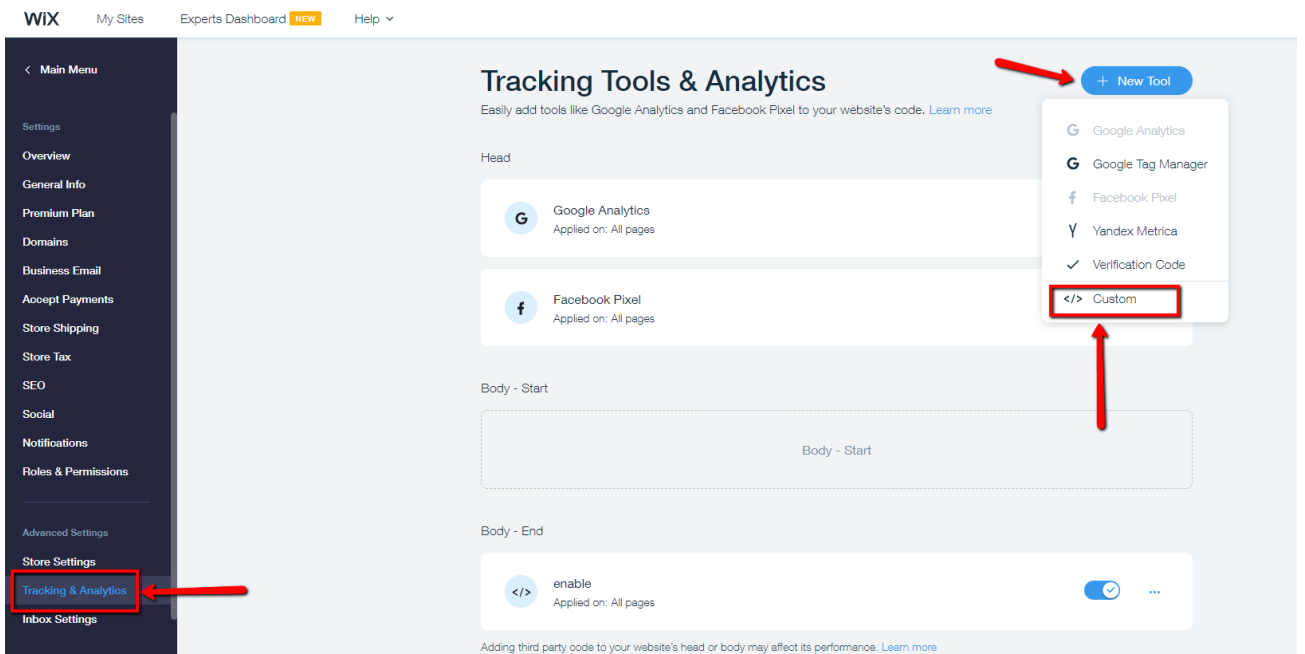 WiX My Sites Experts Dashboard NEW Help
Main Menu
Settings
Overview
General Info
Premium Plan
Domains
Business Email
Accept Payments
Store Shipping
Store Tax
SEO
Social
Notifications
Roles & Permissions
Advanced Settings
Store Settings
Tracking & Analytics
Inbox Settings
Tracking Tools & Analytics
Easily add tools like Google Analytics and Facebook Pixel to your website's code. Learn more
+ New Tool
Google Analytics
Google Tag Manager
Facebook Pixel
Yandex Metrica
Verification Code
</> Custom
Head
Google Analytics
Applied on: All pages
Facebook Pixel
Applied on: All pages
Body - Start
Body - Start
Body - End
</> enable
Applied on: All pages
Adding third party code to your website's head or body may affect its performance. Learn more